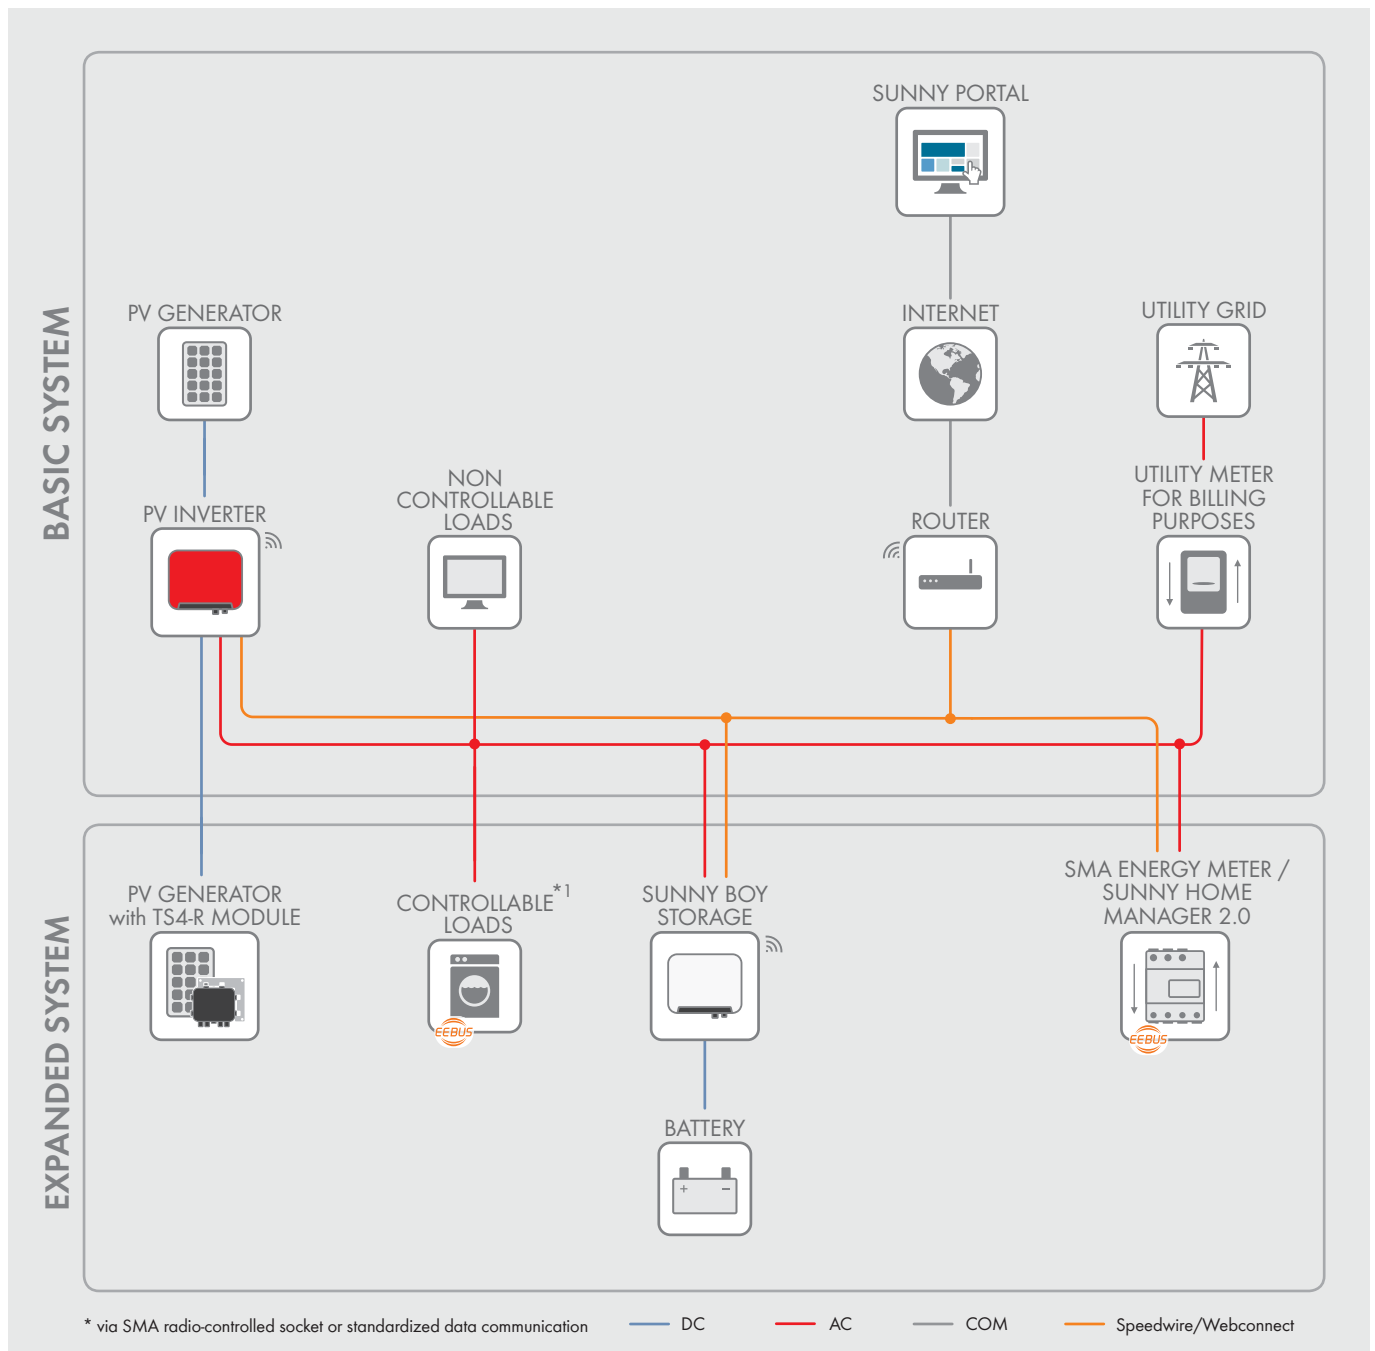 BASIC SYSTEM
SUNNY PORTAL
PV GENERATOR
INTERNET
UTILITY GRID
NON
CONTROLLABLE
LOADS
UTILITY METER
FOR BILLING
PURPOSES
PV INVERTER
ROUTER
EXPANDED SYSTEM
PV GENERATOR
with TS4-R MODULE
CONTROLLABLE*1
LOADS
EEBUS
SUNNY BOY
STORAGE
SMA ENERGY METER /
SUNNY HOME
MANAGER 2.0
EEBUS
BATTERY
+ −
* via SMA radio-controlled socket or standardized data communication
DC
AC
COM
Speedwire/Webconnect